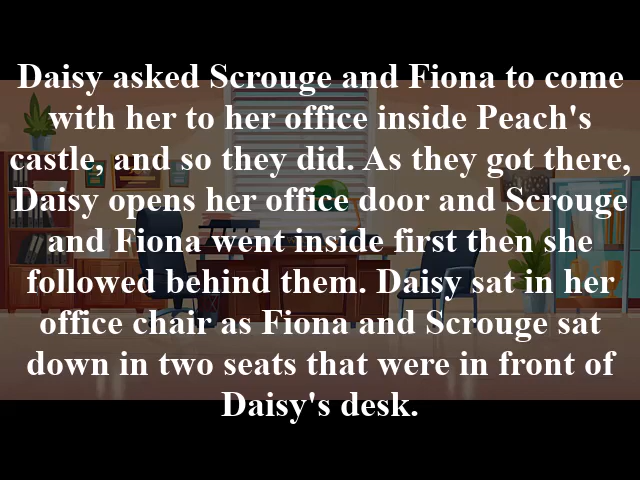 Daisy asked Scrouge and Fiona to come
with her to her office inside Peach's
castle, and so they did. As they got there,
Daisy opens her office door and Scrouge
and Fiona went inside first then she
followed behind them. Daisy sat in her
office chair as Fiona and Scrouge sat
down in two seats that were in front of
Daisy's desk.